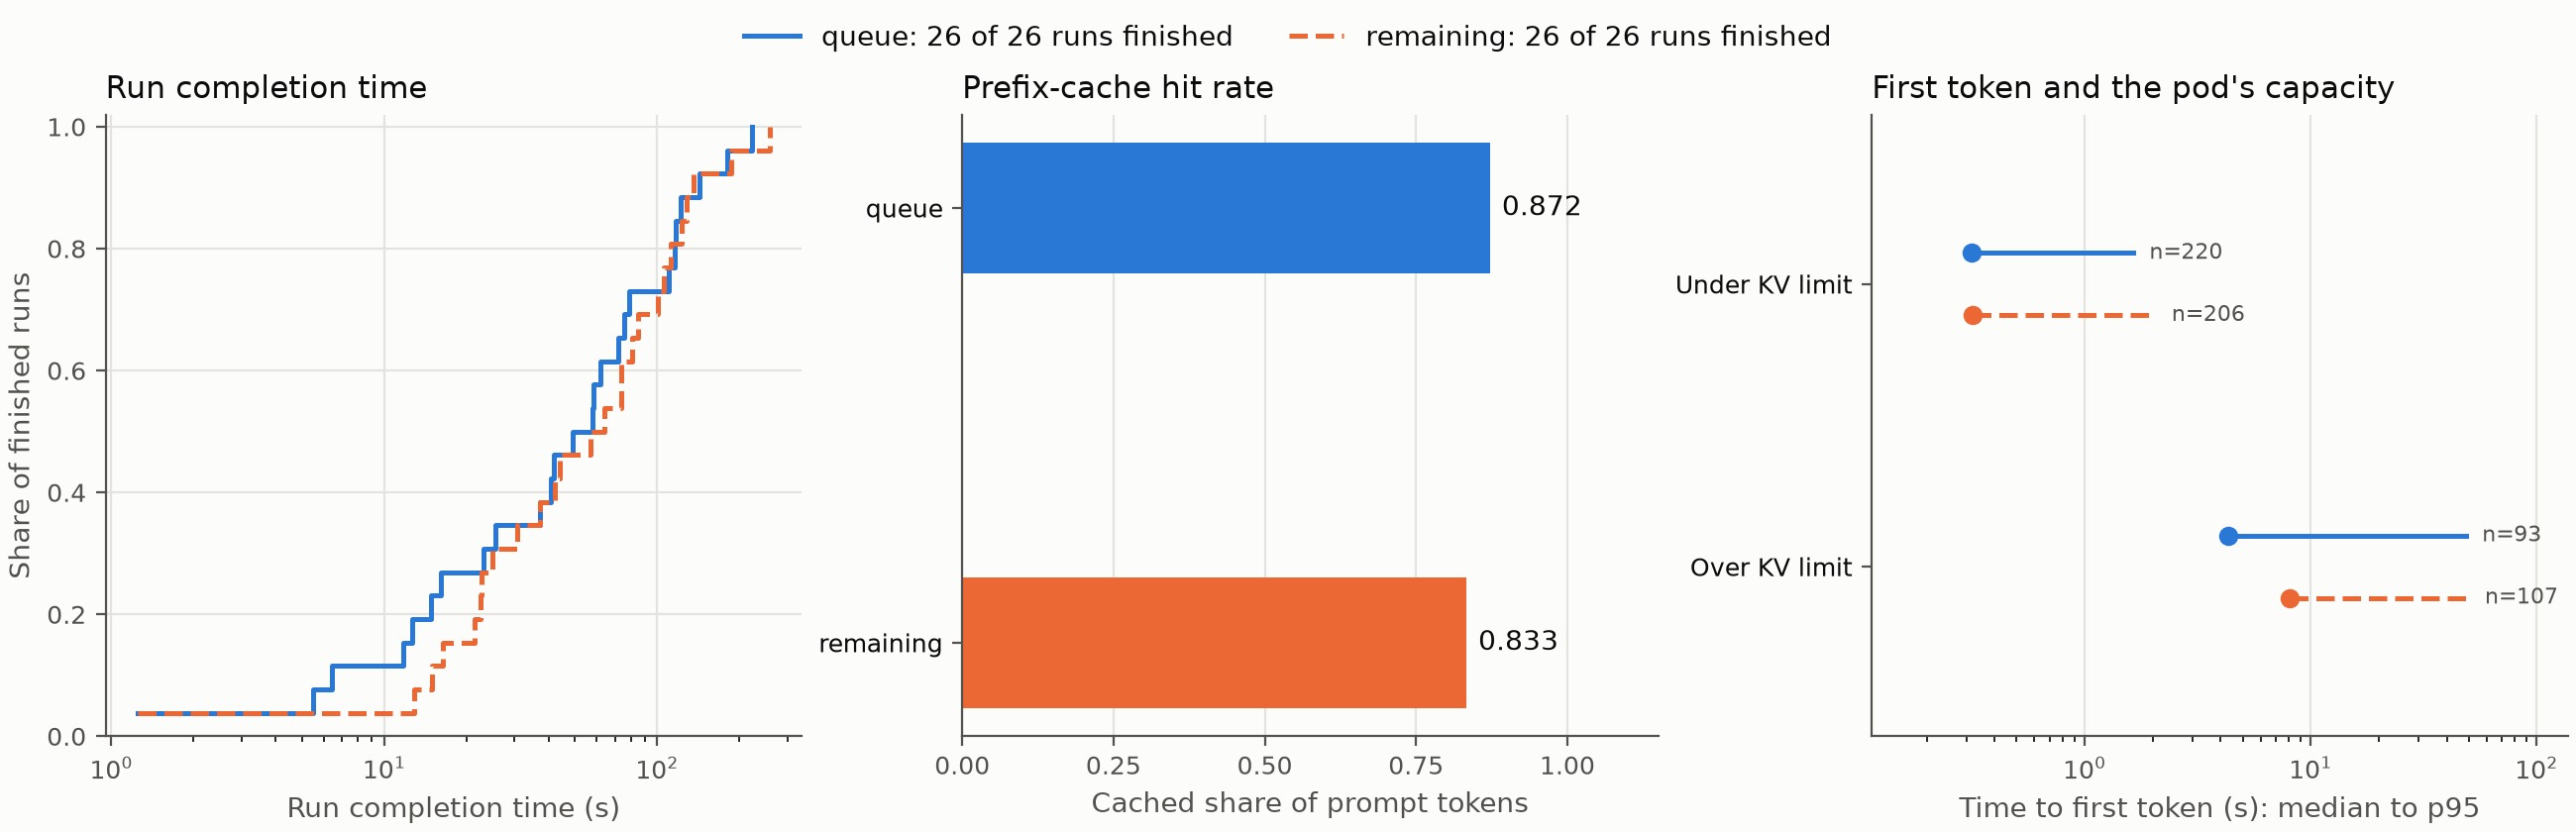 queue: 26 of 26 runs finished
remaining: 26 of 26 runs finished
Run completion time
Share of finished runs
1.0
0.8
0.6
0.4
0.2
0.0
10⁰
10¹
10²
Run completion time (s)
Prefix-cache hit rate
queue
0.872
remaining
0.833
0.00
0.25
0.50
0.75
1.00
Cached share of prompt tokens
First token and the pod's capacity
Under KV limit
n=220
n=206
Over KV limit
n=93
n=107
10⁰
10¹
10²
Time to first token (s): median to p95